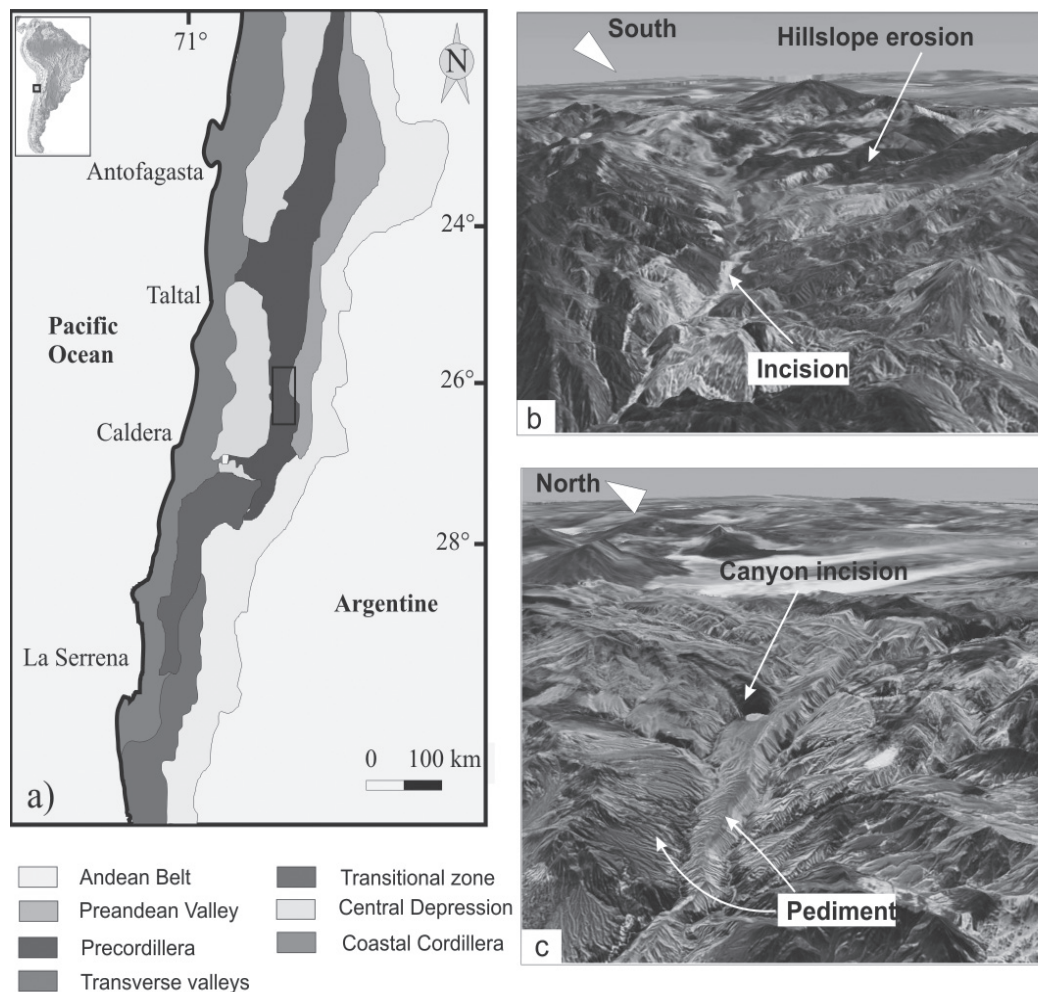 71°
N
Antofagasta
24°
Taltal
Pacific
Ocean
26°
Caldera
28°
Argentine
La Serrena
0 100 km
a)
Andean Belt
Preandean Valley
Precordillera
Transverse valleys
Transitional zone
Central Depression
Coastal Cordillera
South
Hillslope erosion
Incision
b
North
Canyon incision
Pediment
c